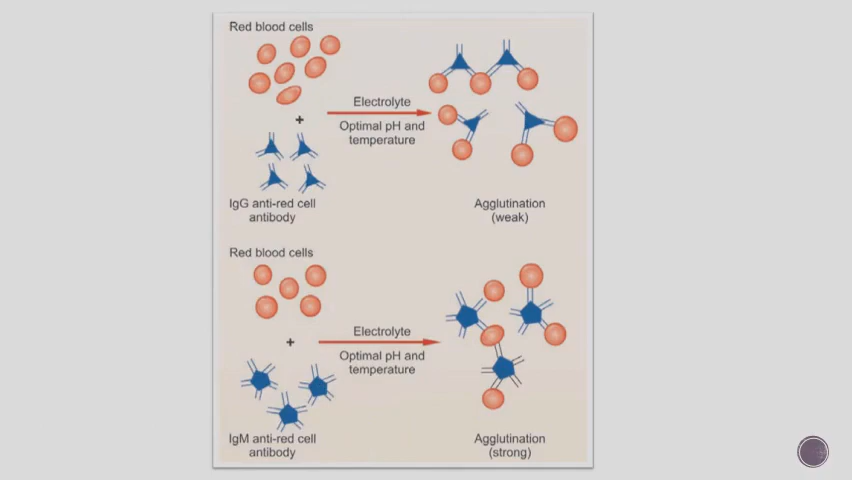 Red blood cells
+
Electrolyte
Optimal pH and
temperature
IgG anti-red cell
antibody
Agglutination
(weak)
Red blood cells
+
Electrolyte
Optimal pH and
temperature
IgM anti-red cell
antibody
Agglutination
(strong)